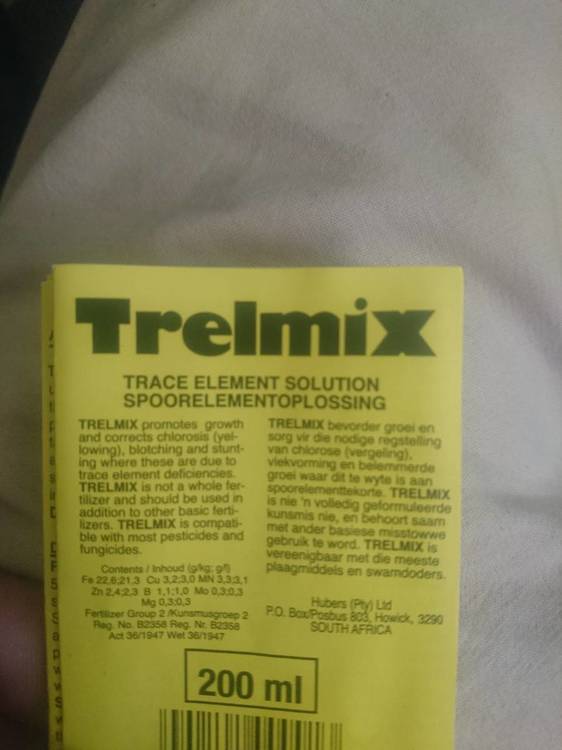 Trelmix
TRACE ELEMENT SOLUTION
SPOORELEMENTOPLOSSING
TRELMIX promotes growth
and corrects chlorosis (yel-
lowing), blotching and stunt-
ing where these are due to
trace element deficiencies.
TRELMIX is not a whole fer-
tilizer and should be used in
addition to other basic ferti-
lizers. TRELMIX is compati-
ble with most pesticides and
fungicides.
Contents / Inhoud (g/kg; g/l)
Fe 22,6;21,3 Cu 3,2;3,0 MN 3,3;3,1
Zn 2,4;2,3 B 1,1;1,0 Mo 0,3;0,3
Mg 0,3;0,3
Fertilizer Group 2 /Kunsmusgroep 2
Reg. No. B2358 Reg. Nr. B2358
Act 36/1947 Wet 36/1947
TRELMIX bevorder groei en
sorg vir die nodige regstelling
van chlorose (vergeling),
vlekvorming en belemmerde
groei waar dit te wyte is aan
spoorelementtekorte. TRELMIX
is nie 'n volledig geformuleerde
kunsmis nie, en behoort saam
met ander basiese misstowwe
gebruik te word. TRELMIX is
vereenigbaar met die meeste
plaagmiddels en swamdoders.
Hubers (Pty) Ltd
P.O. Box/Posbus 803, Howick, 3290
SOUTH AFRICA
200 ml